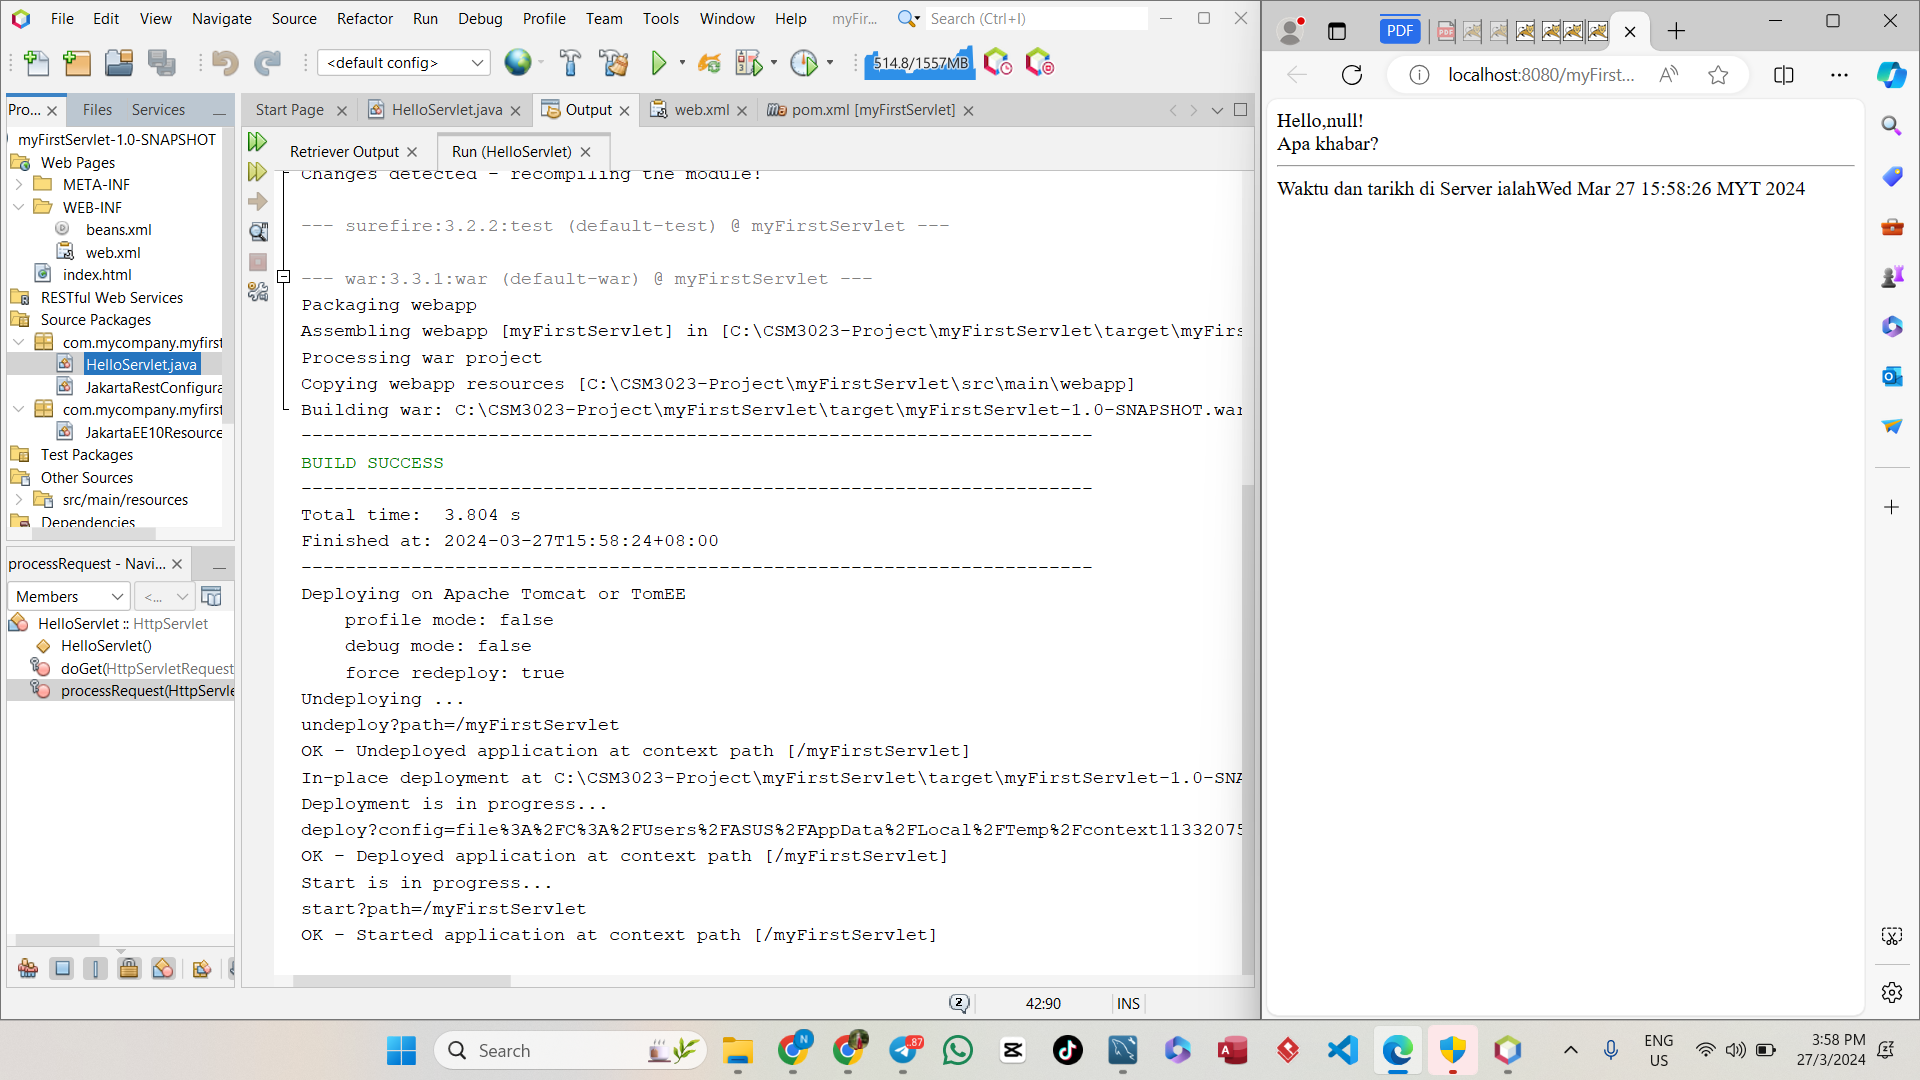 File Edit View Navigate Source Refactor Run Debug Profile Team Tools Window Help myFir... Search (Ctrl+I)
<default config> 514.8/1557MB
Pro... Files Services
Start Page HelloServlet.java Output web.xml pom.xml [myFirstServlet]
Retriever Output Run (HelloServlet)
myFirstServlet-1.0-SNAPSHOT
Web Pages
META-INF
WEB-INF
beans.xml
web.xml
index.html
RESTful Web Services
Source Packages
com.mycompany.myfirst
HelloServlet.java
JakartaRestConfigura
com.mycompany.myfirst
JakartaEE10Resource
Test Packages
Other Sources
src/main/resources
Dependencies
processRequest - Navi...
Members <...
HelloServlet :: HttpServlet
HelloServlet()
doGet(HttpServletRequest
processRequest(HttpServle
Changes detected - recompiling the module!
--- surefire:3.2.2:test (default-test) @ myFirstServlet ---
--- war:3.3.1:war (default-war) @ myFirstServlet ---
Packaging webapp
Assembling webapp [myFirstServlet] in [C:\CSM3023-Project\myFirstServlet\target\myFirs
Processing war project
Copying webapp resources [C:\CSM3023-Project\myFirstServlet\src\main\webapp]
Building war: C:\CSM3023-Project\myFirstServlet\target\myFirstServlet-1.0-SNAPSHOT.war
------------------------------------------------------------------------
BUILD SUCCESS
------------------------------------------------------------------------
Total time: 3.804 s
Finished at: 2024-03-27T15:58:24+08:00
------------------------------------------------------------------------
Deploying on Apache Tomcat or TomEE
profile mode: false
debug mode: false
force redeploy: true
Undeploying ...
undeploy?path=/myFirstServlet
OK - Undeployed application at context path [/myFirstServlet]
In-place deployment at C:\CSM3023-Project\myFirstServlet\target\myFirstServlet-1.0-SNA
Deployment is in progress...
deploy?config=file%3A%2FC%3A%2FUsers%2FASUS%2FAppData%2FLocal%2FTemp%2Fcontext11332075
OK - Deployed application at context path [/myFirstServlet]
Start is in progress...
start?path=/myFirstServlet
OK - Started application at context path [/myFirstServlet]
2 42:90 INS
PDF
localhost:8080/myFirst...
Hello,null!
Apa khabar?
Waktu dan tarikh di Server ialahWed Mar 27 15:58:26 MYT 2024
Search
N
87
ENG
US
3:58 PM
27/3/2024